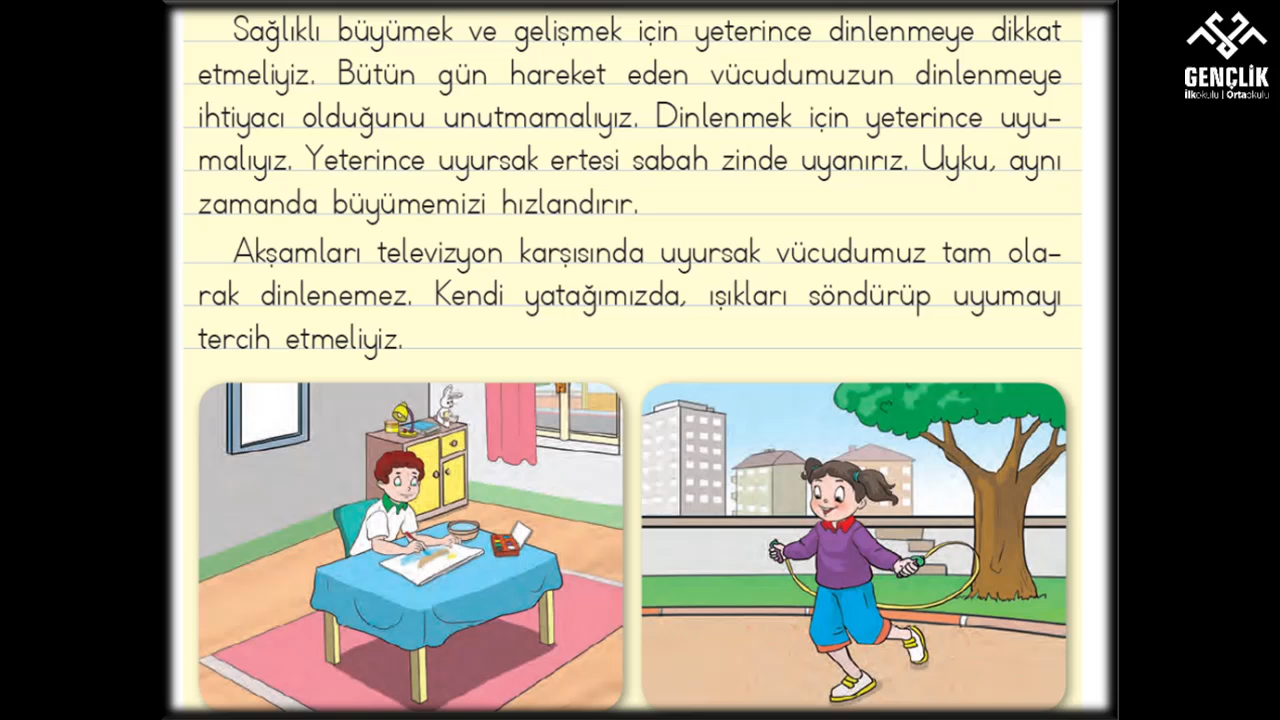 Sağlıklı büyümek ve gelişmek için yeterince dinlenmeye dikkat
etmeliyiz. Bütün gün hareket eden vücudumuzun dinlenmeye
ihtiyacı olduğunu unutmamalıyız. Dinlenmek için yeterince uyu-
malıyız. Yeterince uyursak ertesi sabah zinde uyanırız. Uyku, aynı
zamanda büyümemizi hızlandırır.
Akşamları televizyon karşısında uyursak vücudumuz tam ola-
rak dinlenemez. Kendi yatağımızda, ışıkları söndürüp uyumayı
tercih etmeliyiz.
GENÇLİK
İlkokulu | Ortaokulu